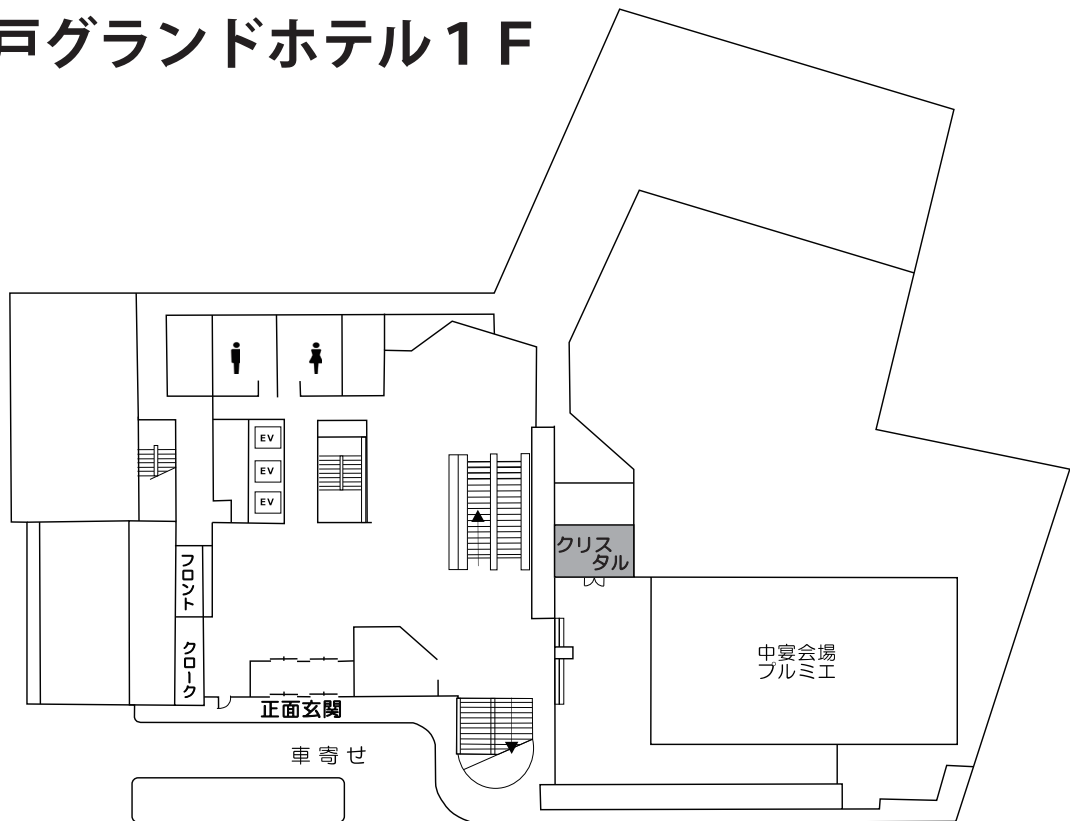 戸グランドホテル１Ｆ
EV
EV
EV
クリス
タル
フロント
クローク
中宴会場
プルミエ
正面玄関
車寄せ